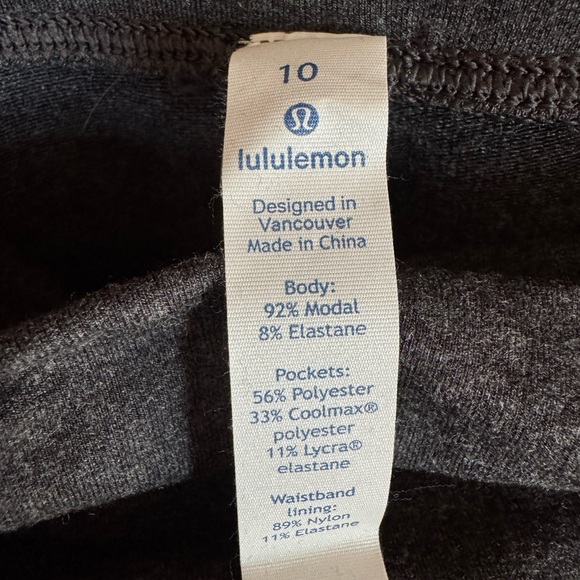 10
lululemon
Designed in
Vancouver
Made in China
Body:
92% Modal
8% Elastane
Pockets:
56% Polyester
33% Coolmax®
polyester
11% Lycra®
elastane
Waistband
lining:
89% Nylon
11% Elastane